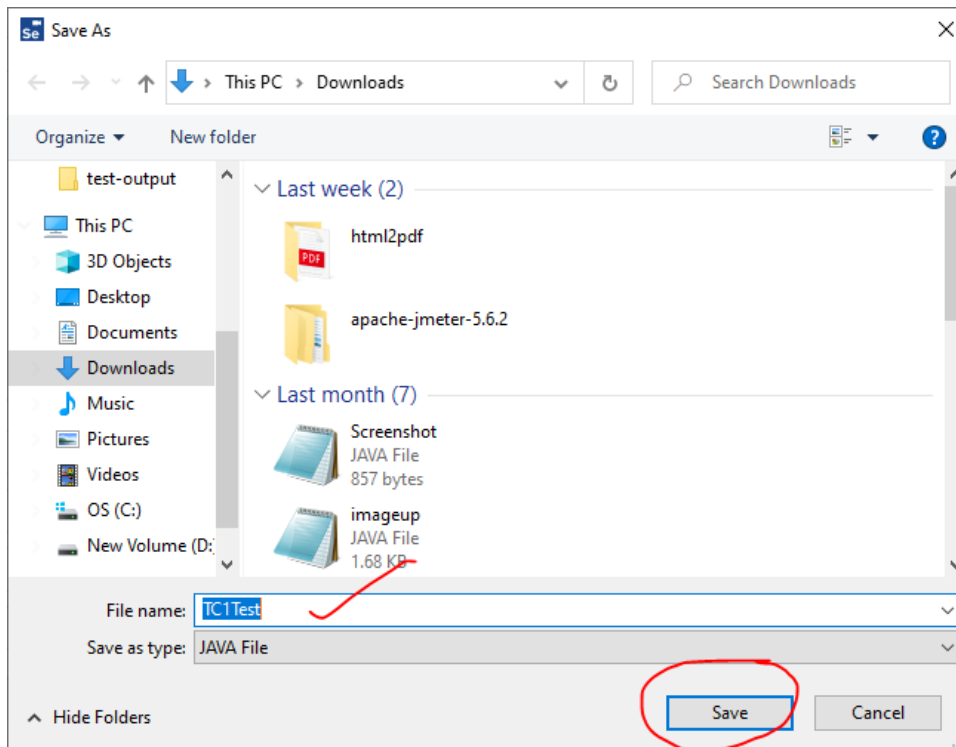 Se Save As
This PC > Downloads
Search Downloads
Organize
New folder
?
test-output
This PC
3D Objects
Desktop
Documents
Downloads
Music
Pictures
Videos
OS (C:)
New Volume (D:
Last week (2)
PDF
html2pdf
apache-jmeter-5.6.2
Last month (7)
Screenshot
JAVA File
857 bytes
imageup
JAVA File
1.68 KB
File name: TC1Test
Save as type: JAVA File
Hide Folders
Save
Cancel